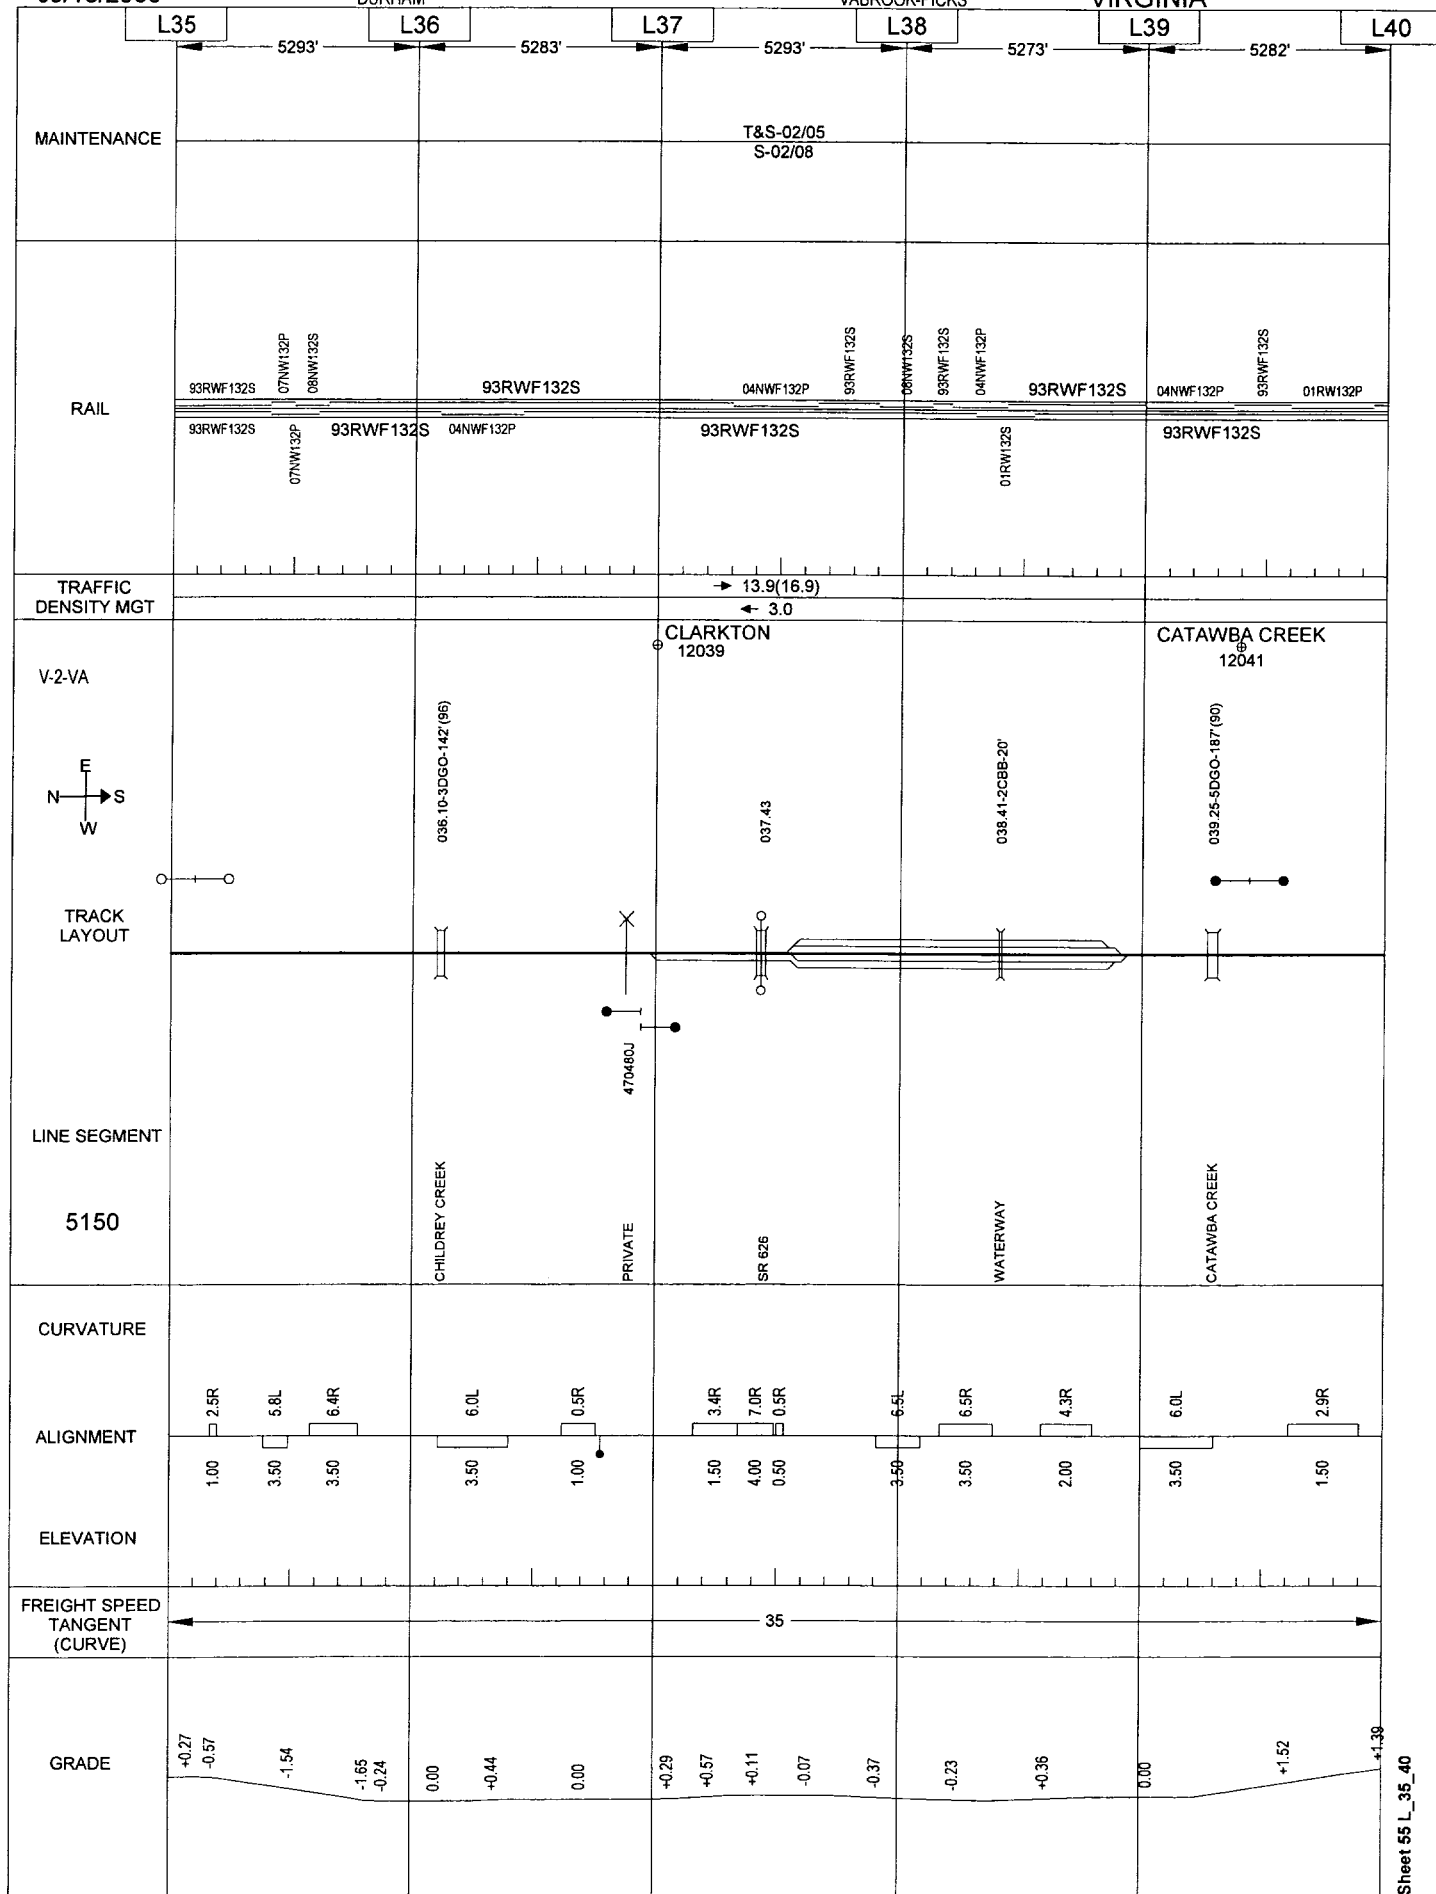 VIRGINIA
L35 L36 L37 L38 L39 L40
5293' 5283' 5293' 5273' 5282'
MAINTENANCE
T&S-02/05
S-02/08
07NW132P
08NW132S
93RWF132S
08NW132S
93RWF132S
04NWF132P
93RWF132S
93RWF132S 93RWF132S 04NWF132P 93RWF132S 04NWF132P 01RW132P
RAIL
93RWF132S 93RWF132S 04NWF132P 93RWF132S 93RWF132S
07NW132P
01RW132S
TRAFFIC
DENSITY MGT
13.9(16.9)
3.0
CLARKTON
12039
CATAWBA CREEK
12041
V-2-VA
036.10-3DGO-142'(96)
037.43
038.41-2CBB-20'
039.25-5DGO-187'(90)
E
N S
W
TRACK
LAYOUT
470480J
LINE SEGMENT
5150
CHILDREY CREEK
PRIVATE
SR 626
WATERWAY
CATAWBA CREEK
CURVATURE
2.5R 5.8L 6.4R 6.0L 0.5R 3.4R 7.0R 0.5R 6.5L 6.5R 4.3R 6.0L 2.9R
ALIGNMENT
1.00 3.50 3.50 3.50 1.00 1.50 4.00 0.50 3.50 3.50 2.00 3.50 1.50
ELEVATION
FREIGHT SPEED
TANGENT
(CURVE)
35
GRADE
+0.27 -0.57 -1.54 -1.65 -0.24 0.00 +0.44 0.00 +0.29 +0.57 +0.11 -0.07 -0.37 -0.23 +0.36 0.00 +1.52 +1.39
Sheet 55 L_35_40